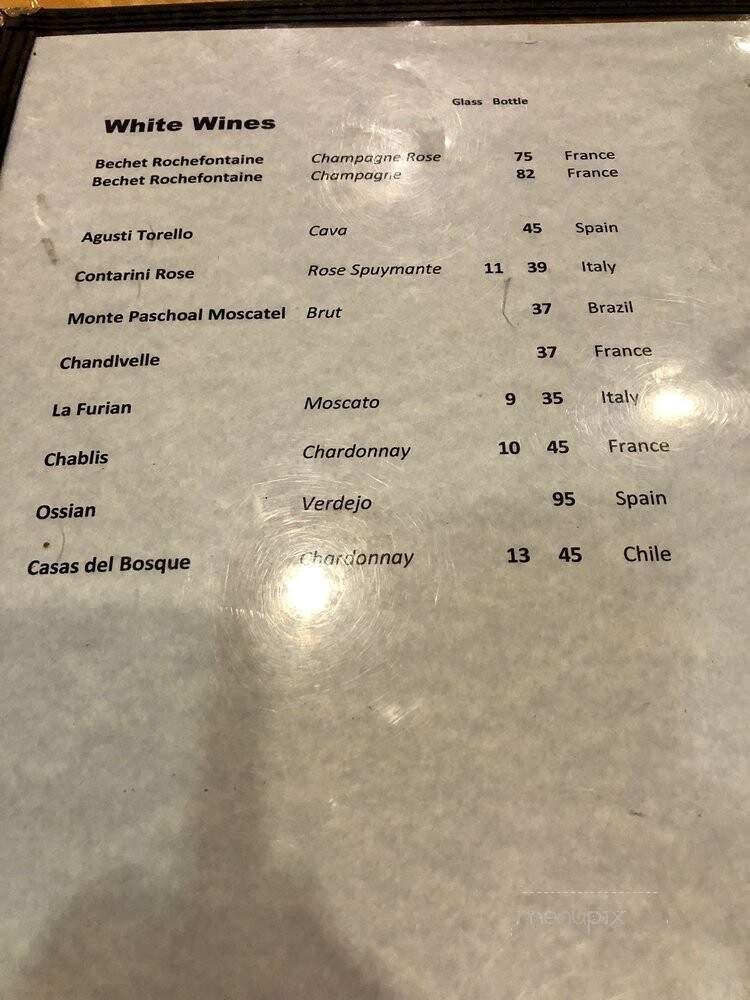 Glass Bottle
White Wines
Bechet Rochefontaine Champagne Rose 75 France
Bechet Rochefontaine Champagne 82 France
Agusti Torello Cava 45 Spain
Contarini Rose Rose Spuymante 11 39 Italy
Monte Paschoal Moscatel Brut 37 Brazil
Chandlvelle 37 France
La Furian Moscato 9 35 Italy
Chablis Chardonnay 10 45 France
Ossian Verdejo 95 Spain
Casas del Bosque Chardonnay 13 45 Chile
menupix